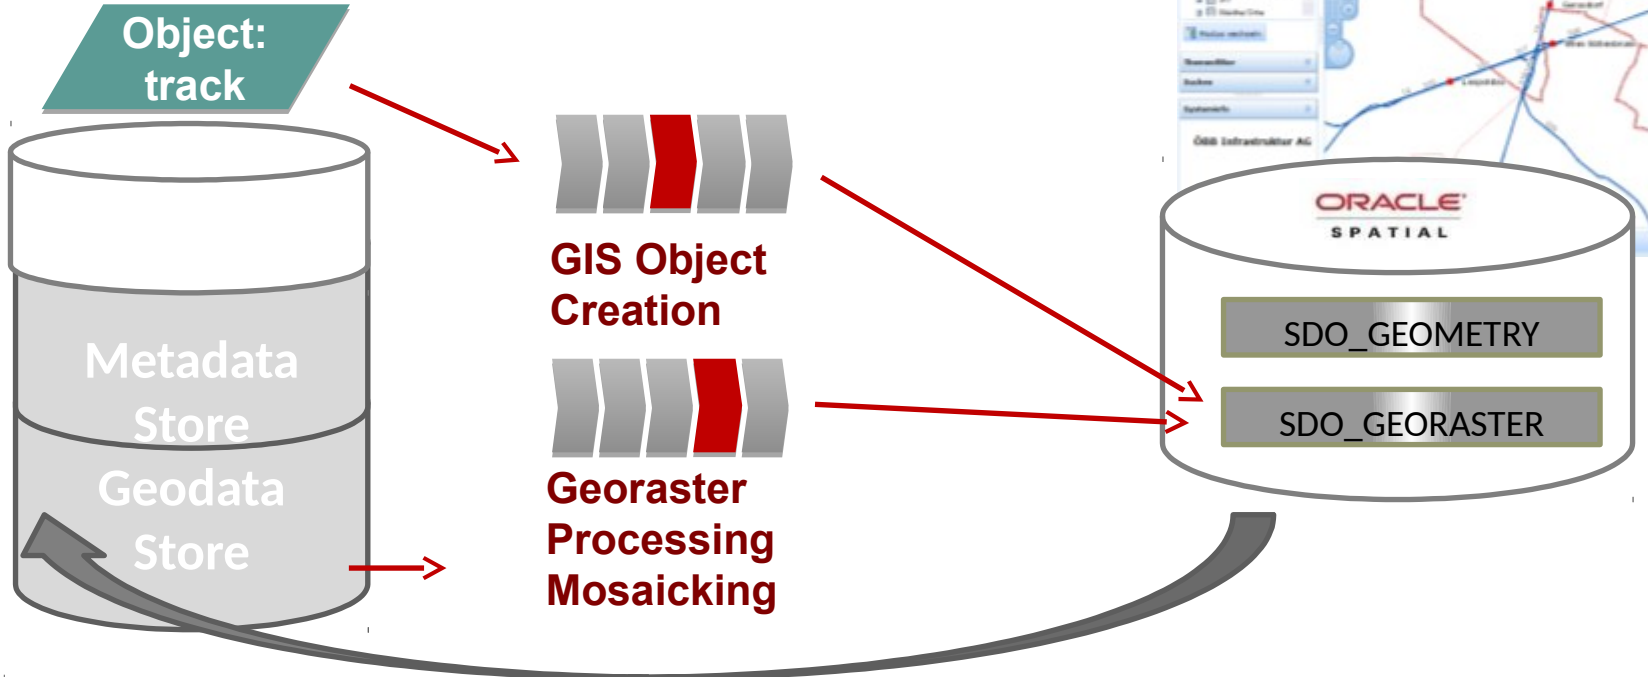 Object:
track
Metadata
Store
Geodata
Store
GIS Object
Creation
Georaster
Processing
Mosaicking
ÖBB Infrastruktur AG
ORACLE
SPATIAL
SDO_GEOMETRY
SDO_GEORASTER